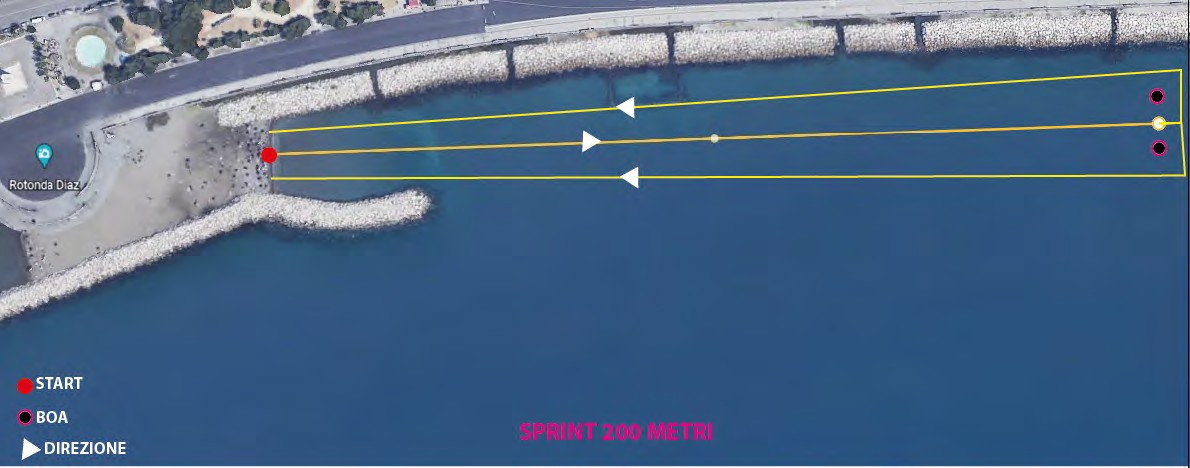 Rotonda Diaz
START
BOA
DIREZIONE
SPRINT 200 METRI